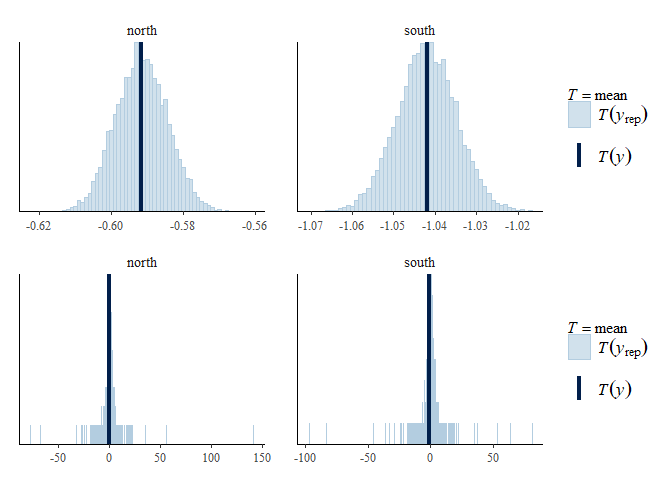 north
south
-0.62 -0.60 -0.58 -0.56
-1.07 -1.06 -1.05 -1.04 -1.03 -1.02
T = mean
T(yrep)
T(y)
north
south
-50 0 50 100 150
-100 -50 0 50
T = mean
T(yrep)
T(y)